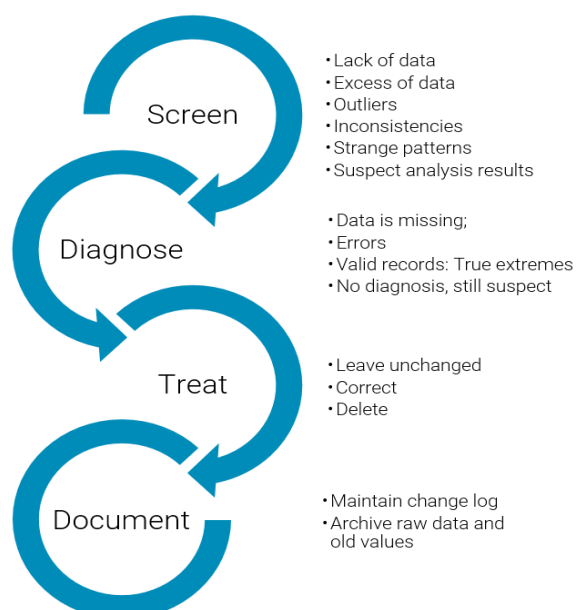 Screen
• Lack of data
• Excess of data
• Outliers
• Inconsistencies
• Strange patterns
• Suspect analysis results
Diagnose
• Data is missing;
• Errors
• Valid records: True extremes
• No diagnosis, still suspect
Treat
• Leave unchanged
• Correct
• Delete
Document
• Maintain change log
• Archive raw data and
old values